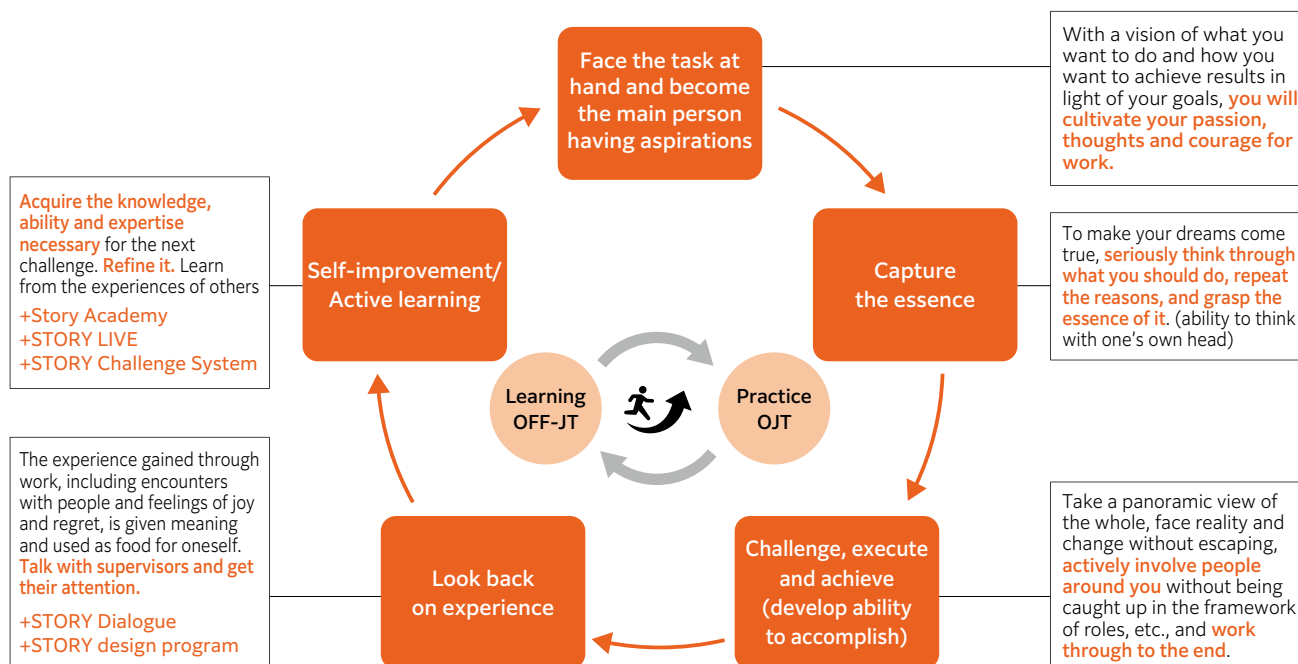 Face the task at
hand and become
the main person
having aspirations
With a vision of what you
want to do and how you
want to achieve results in
light of your goals, you will
cultivate your passion,
thoughts and courage for
work.
Capture
the essence
To make your dreams come
true, seriously think through
what you should do, repeat
the reasons, and grasp the
essence of it. (ability to think
with one's own head)
Challenge, execute
and achieve
(develop ability
to accomplish)
Take a panoramic view of
the whole, face reality and
change without escaping,
actively involve people
around you without being
caught up in the framework
of roles, etc., and work
through to the end.
Look back
on experience
The experience gained through
work, including encounters
with people and feelings of joy
and regret, is given meaning
and used as food for oneself.
Talk with supervisors and get
their attention.
+STORY Dialogue
+STORY design program
Self-improvement/
Active learning
Acquire the knowledge,
ability and expertise
necessary for the next
challenge. Refine it. Learn
from the experiences of others
+Story Academy
+STORY LIVE
+STORY Challenge System
Learning
OFF-JT
Practice
OJT